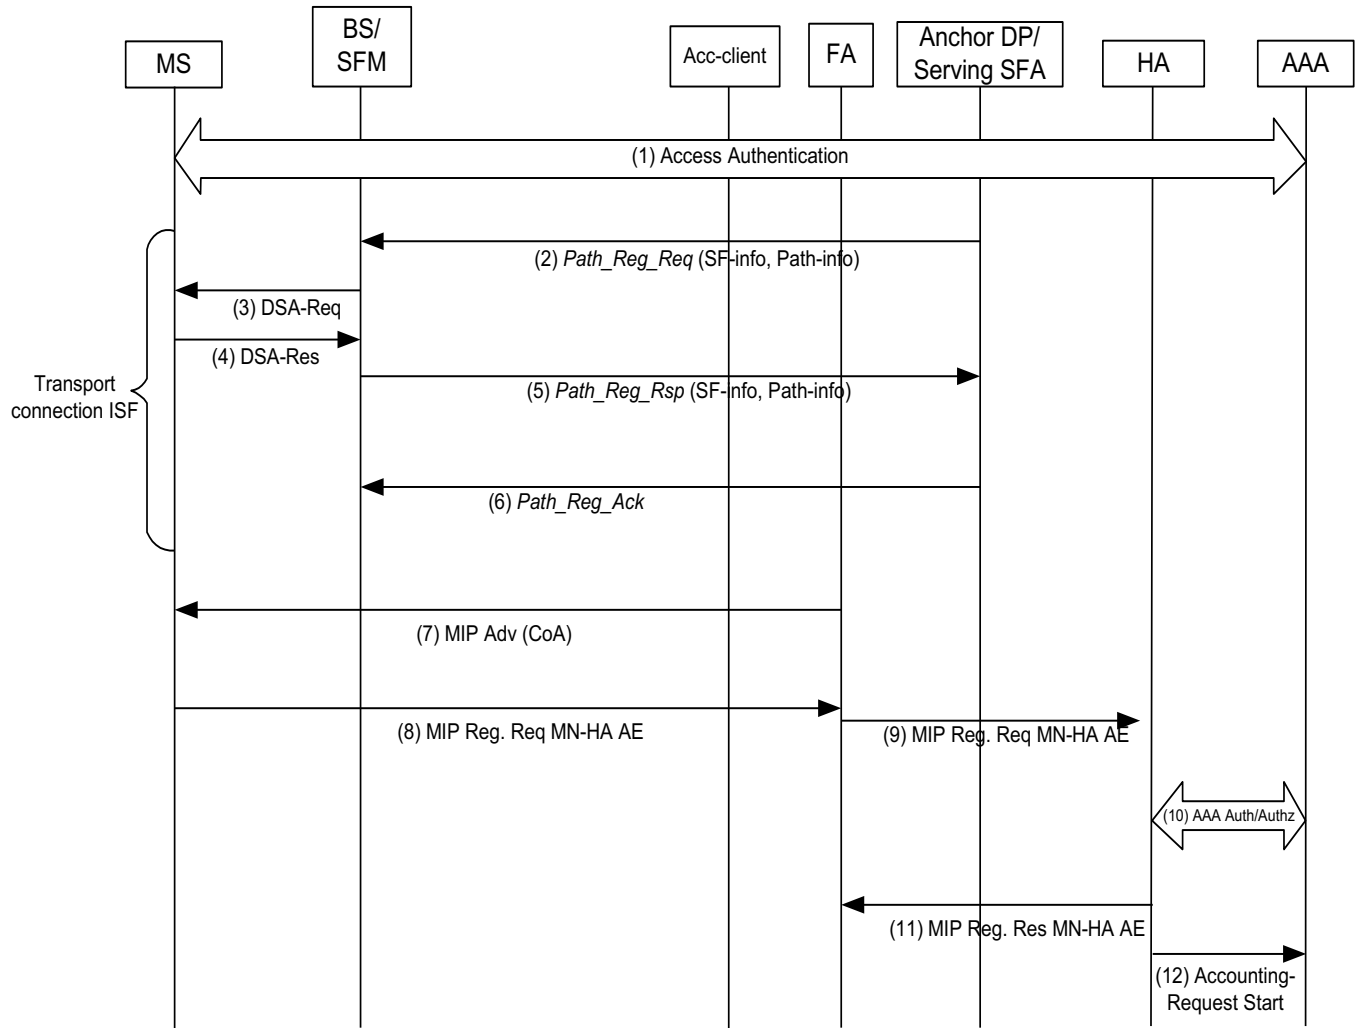 MS
BS/
SFM
Acc-client
FA
Anchor DP/
Serving SFA
HA
AAA
(1) Access Authentication
(2) Path_Reg_Req (SF-info, Path-info)
(3) DSA-Req
(4) DSA-Res
Transport
connection ISF
(5) Path_Reg_Rsp (SF-info, Path-info)
(6) Path_Reg_Ack
(7) MIP Adv (CoA)
(8) MIP Reg. Req MN-HA AE
(9) MIP Reg. Req MN-HA AE
(10) AAA Auth/Authz
(11) MIP Reg. Res MN-HA AE
(12) Accounting-
Request Start